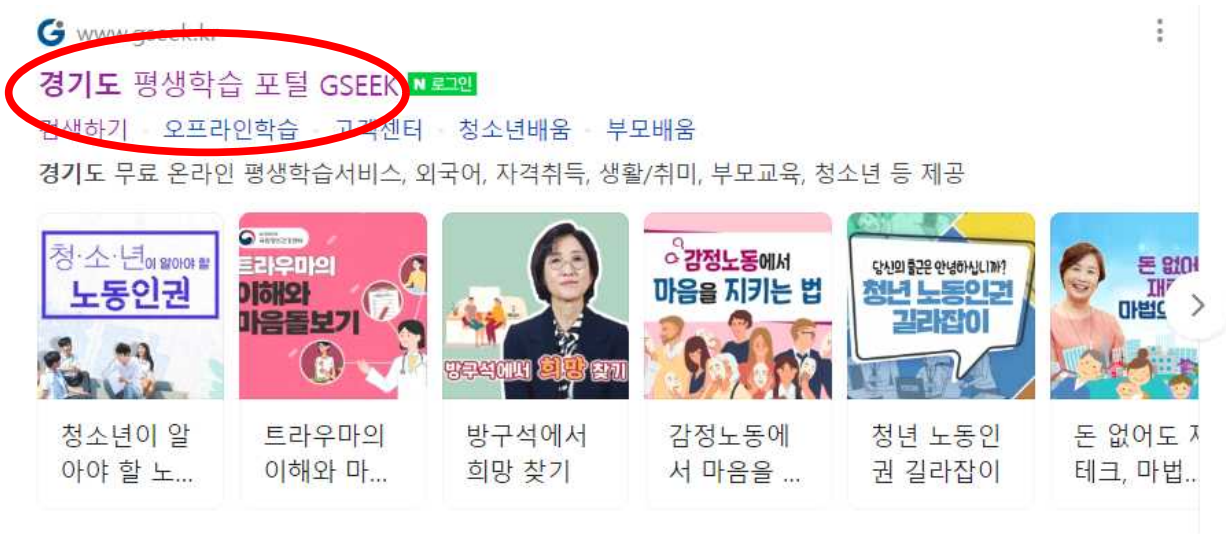 www.gseek.kr
경기도 평생학습 포털 GSEEK N 로그인
검색하기 · 오프라인학습 · 고객센터 · 청소년배움 · 부모배움
경기도 무료 온라인 평생학습서비스, 외국어, 자격취득, 생활/취미, 부모교육, 청소년 등 제공
청·소·년이 알아야 할
노동인권
트라우마의
이해와
마음돌보기
방구석에서 희망 찾기
감정노동에서
마음을 지키는 법
당신의 출근은 안녕하십니까?
청년 노동인권
길라잡이
돈 없어
마법
청소년이 알
아야 할 노...
트라우마의
이해와 마...
방구석에서
희망 찾기
감정노동에
서 마음을 ...
청년 노동인
권 길라잡이
돈 없어도 재
테크, 마법...